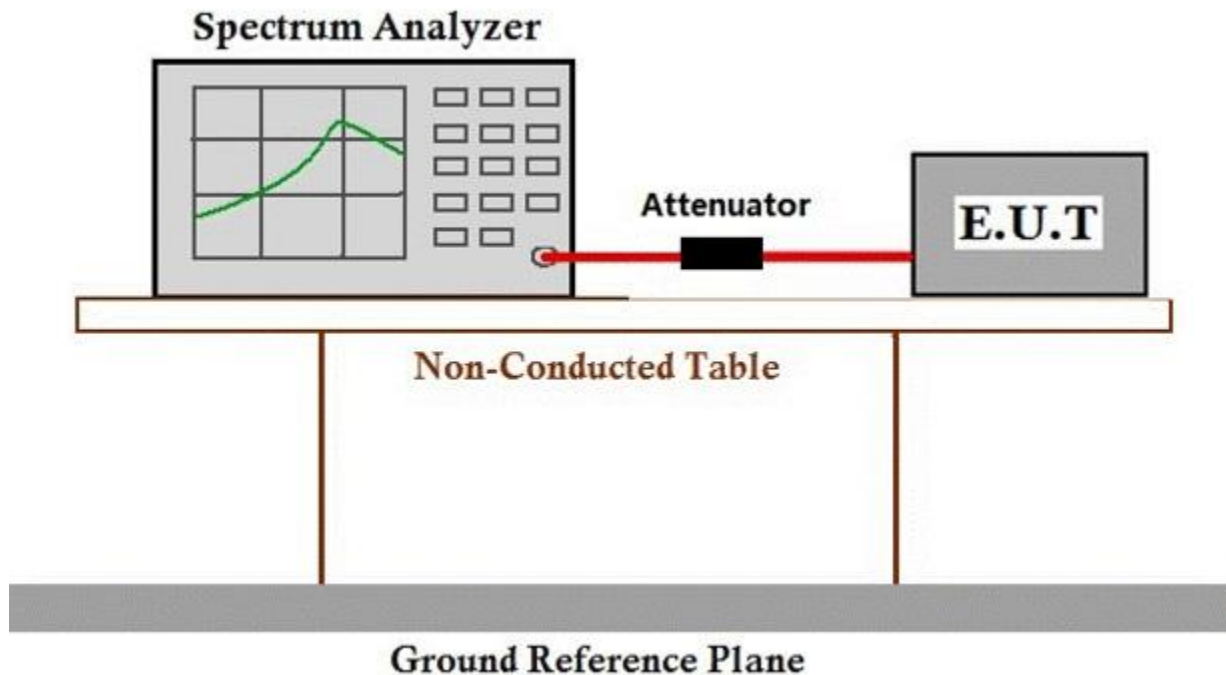 Spectrum Analyzer
Attenuator
E.U.T
Non-Conducted Table
Ground Reference Plane